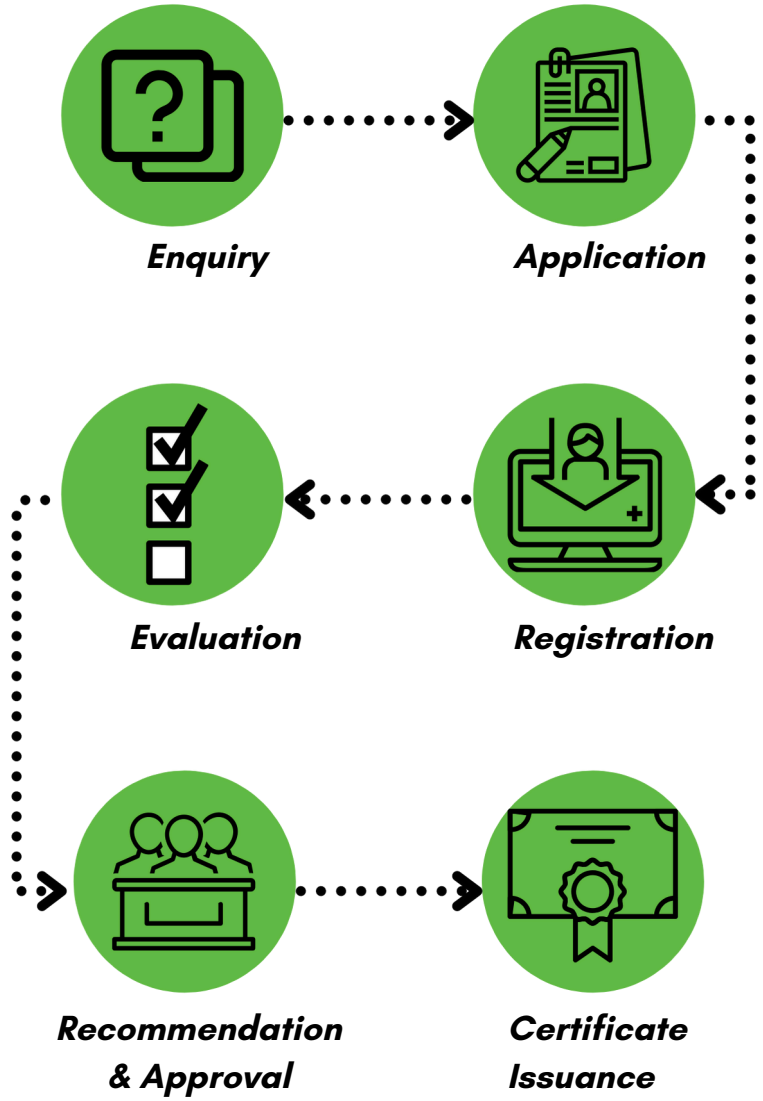 ?
Enquiry
Application
Evaluation
Registration
Recommendation
& Approval
Certificate
Issuance